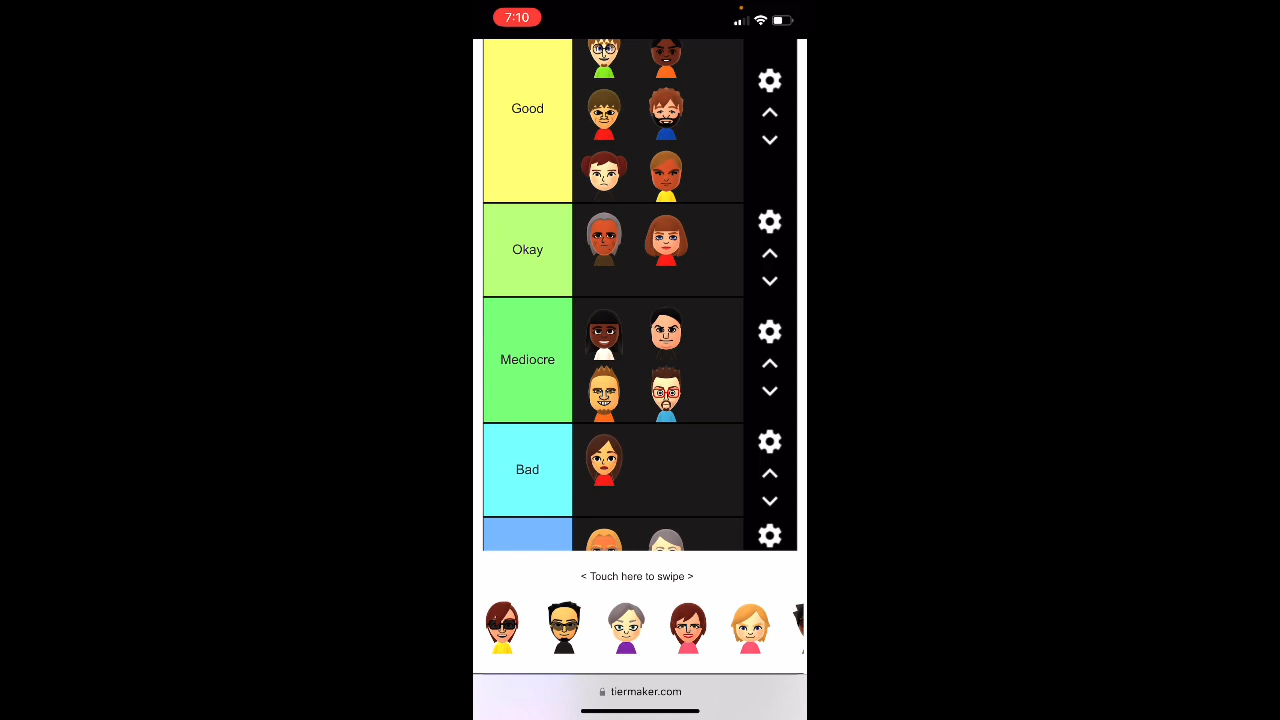 7:10
Good
Okay
Mediocre
Bad
< Touch here to swipe >
tiermaker.com